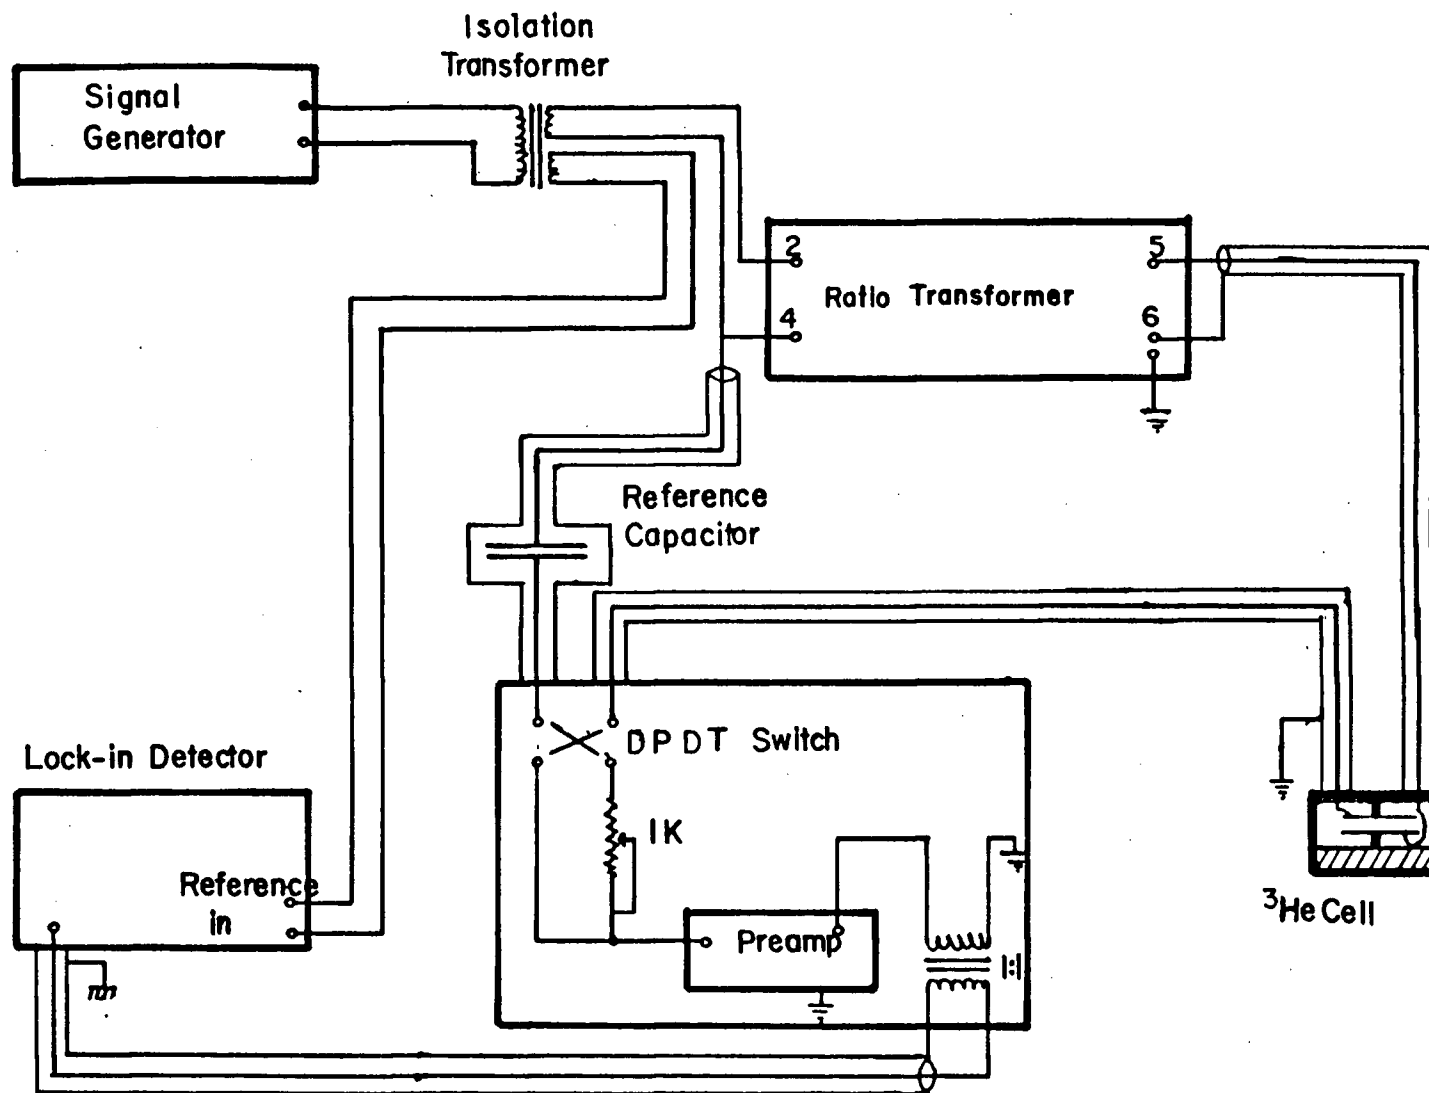 Isolation
Transformer
Signal
Generator
2
5
Ratio Transformer
4
6
Reference
Capacitor
DPDT Switch
Lock-in Detector
1K
Reference
in
Preamp
1:1
³He Cell